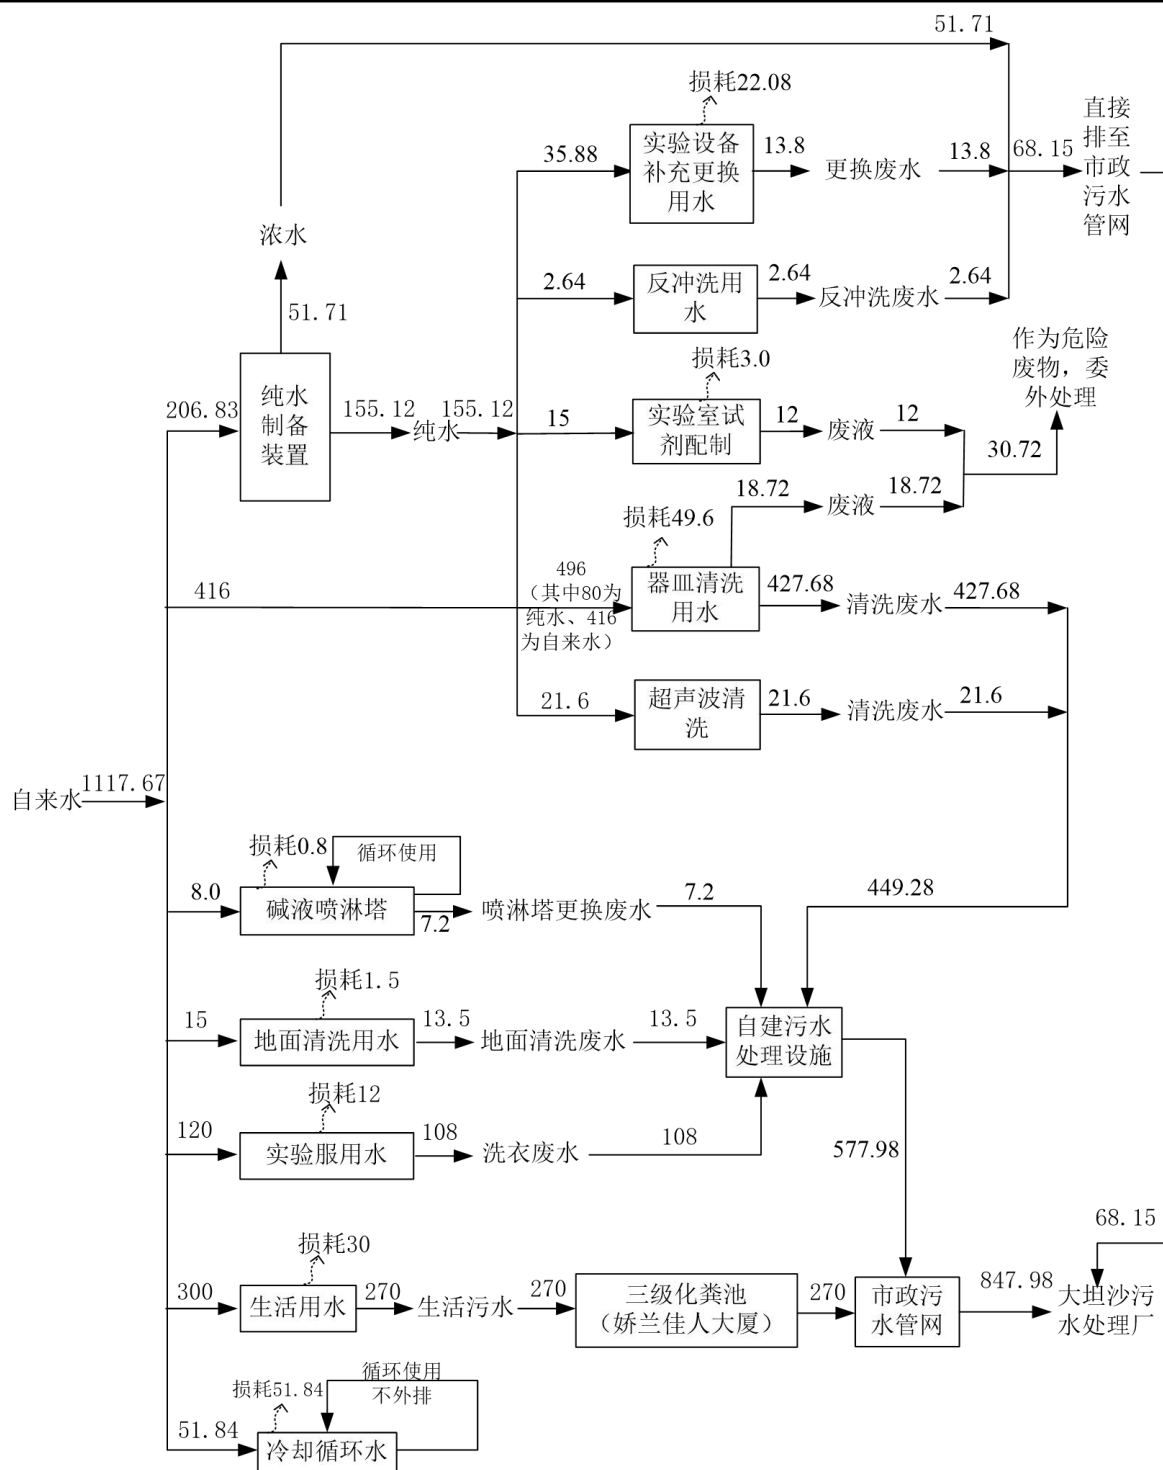 51.71
损耗22.08
直接
排至
市政
污水
管网
35.88
实验设备
补充更换
用水
13.8
更换废水
13.8
68.15
浓水
51.71
2.64
反冲洗用
水
2.64
反冲洗废水
2.64
作为危险
废物，委
外处理
206.83
纯水
制备
装置
155.12
纯水
155.12
损耗3.0
15
实验室试
剂配制
12
废液
12
30.72
18.72
废液
18.72
损耗49.6
416
496
（其中80为
纯水、416
为自来水）
器皿清洗
用水
427.68
清洗废水
427.68
21.6
超声波清
洗
21.6
清洗废水
21.6
自来水
1117.67
损耗0.8
循环使用
8.0
碱液喷淋塔
7.2
喷淋塔更换废水
7.2
449.28
损耗1.5
15
地面清洗用水
13.5
地面清洗废水
13.5
自建污水
处理设施
损耗12
120
实验服用水
108
洗衣废水
108
577.98
损耗30
300
生活用水
270
生活污水
270
三级化粪池
（娇兰佳人大厦）
270
市政污
水管网
847.98
68.15
大坦沙污
水处理厂
损耗51.84
循环使用
不外排
51.84
冷却循环水